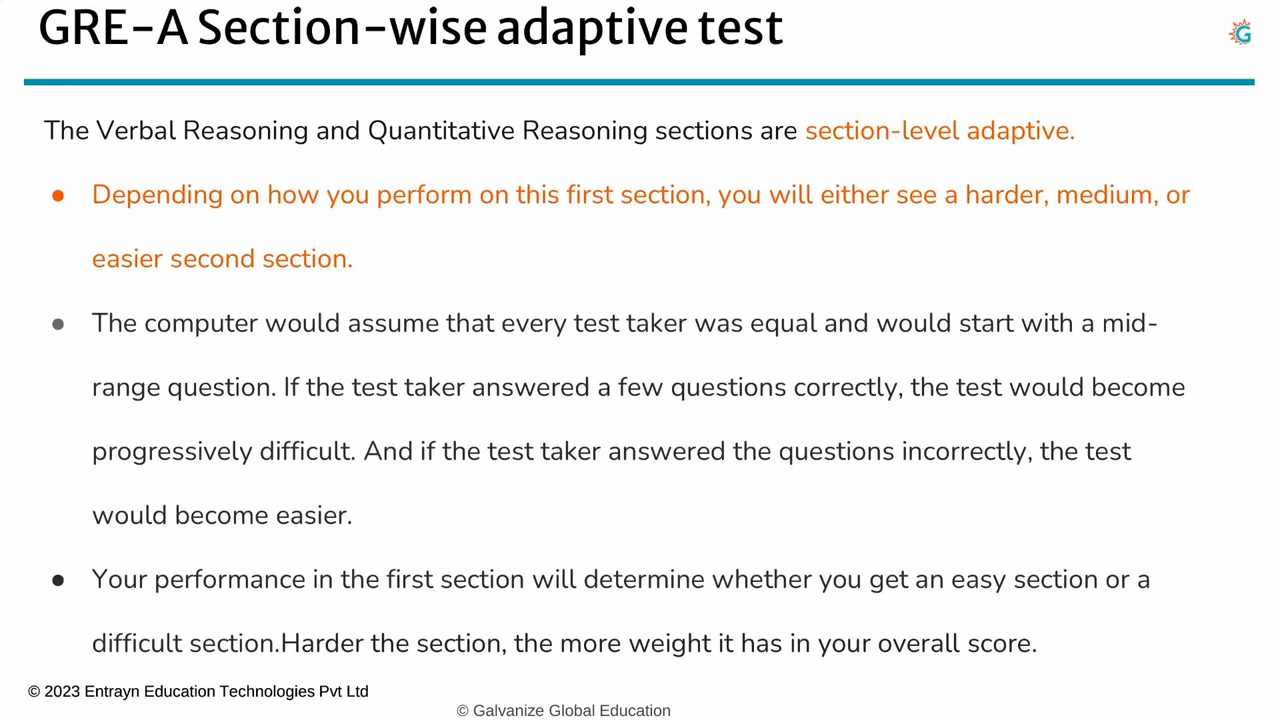 GRE-A Section-wise adaptive test
G
The Verbal Reasoning and Quantitative Reasoning sections are section-level adaptive.
● Depending on how you perform on this first section, you will either see a harder, medium, or
easier second section.
● The computer would assume that every test taker was equal and would start with a mid-
range question. If the test taker answered a few questions correctly, the test would become
progressively difficult. And if the test taker answered the questions incorrectly, the test
would become easier.
● Your performance in the first section will determine whether you get an easy section or a
difficult section.Harder the section, the more weight it has in your overall score.
© 2023 Entrayn Education Technologies Pvt Ltd
© Galvanize Global Education